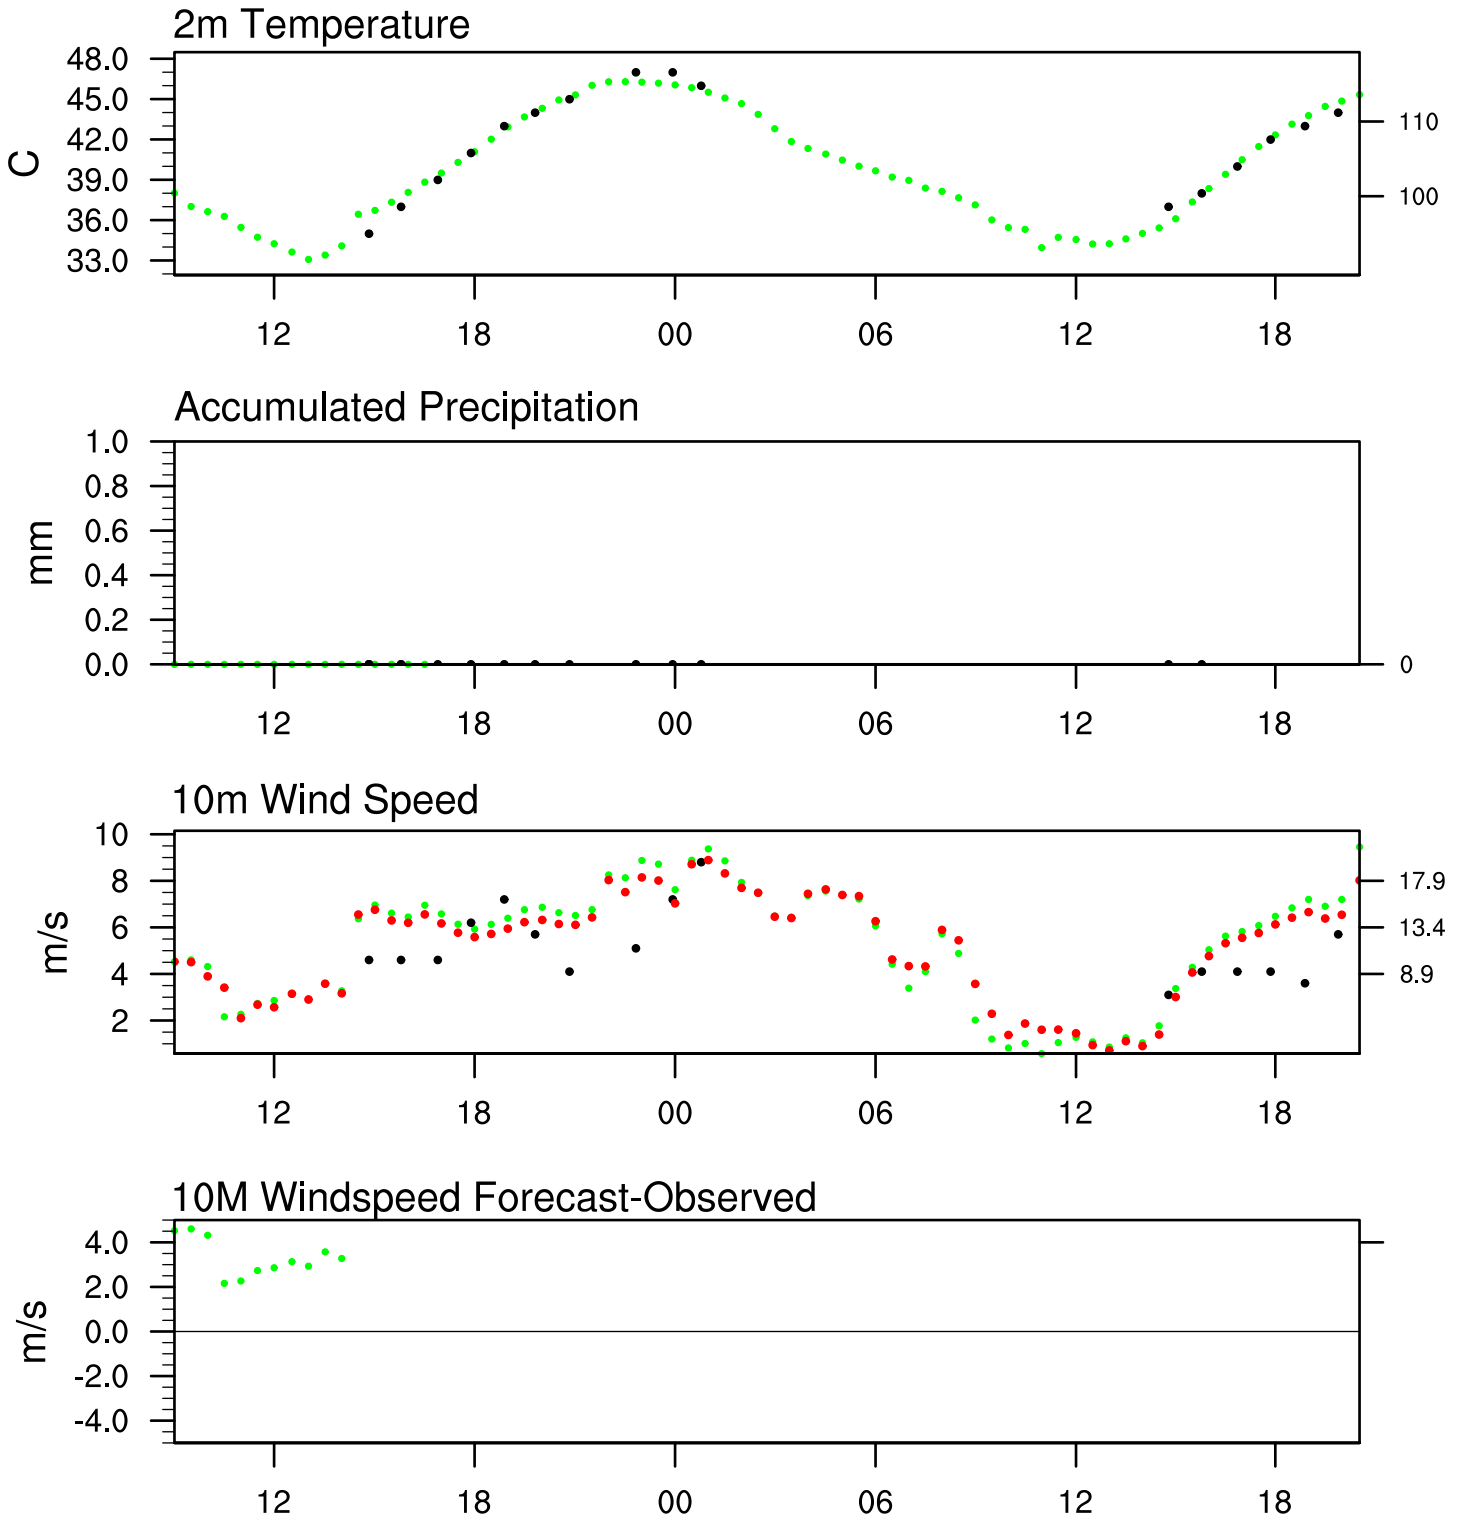 2m Temperature
48.0
45.0
42.0
39.0
36.0
33.0
C
110
100
12 18 00 06 12 18
Accumulated Precipitation
1.0
0.8
0.6
0.4
0.2
0.0
mm
0
12 18 00 06 12 18
10m Wind Speed
10
8
6
4
2
m/s
17.9
13.4
8.9
12 18 00 06 12 18
10M Windspeed Forecast-Observed
4.0
2.0
0.0
-2.0
-4.0
m/s
12 18 00 06 12 18